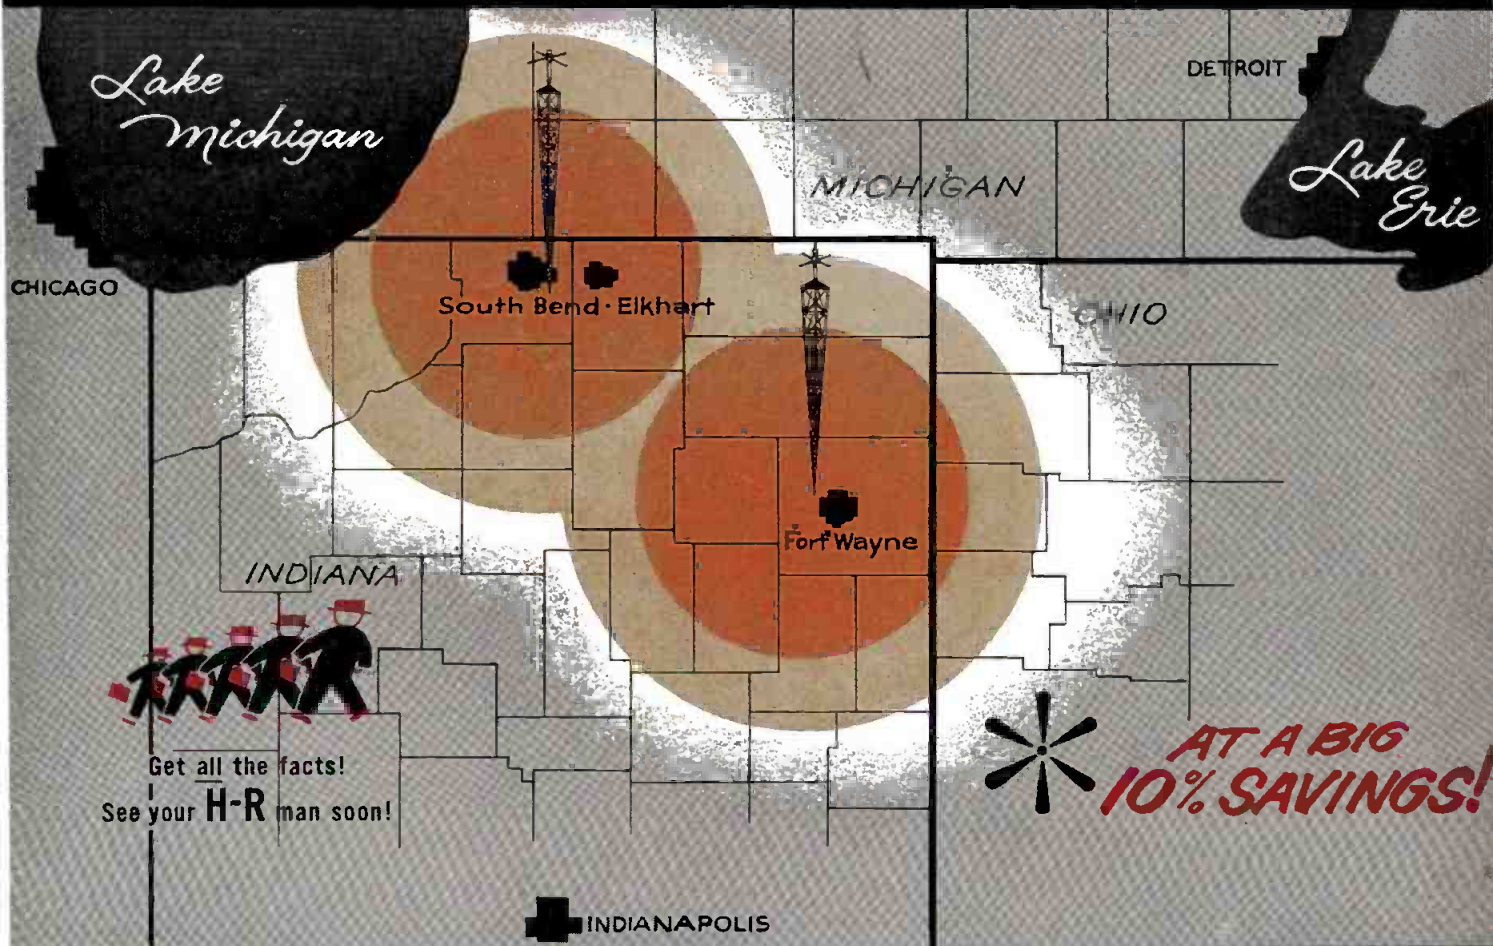 Lake
Michigan
DETROIT
Lake
Erie
MICHIGAN
CHICAGO
South Bend · Elkhart
OHIO
Fort Wayne
INDIANA
AT A BIG
10% SAVINGS!
Get all the facts!
See your H-R man soon!
INDIANAPOLIS